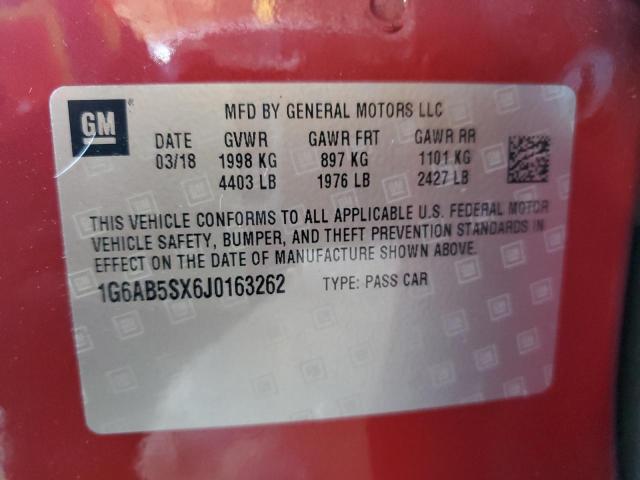 GM
MFD BY GENERAL MOTORS LLC
DATE GVWR GAWR FRT GAWR RR
03/18 1998 KG 897 KG 1101 KG
4403 LB 1976 LB 2427 LB
THIS VEHICLE CONFORMS TO ALL APPLICABLE U.S. FEDERAL MOTOR
VEHICLE SAFETY, BUMPER, AND THEFT PREVENTION STANDARDS IN
EFFECT ON THE DATE OF MANUFACTURE SHOWN ABOVE.
1G6AB5SX6J0163262 TYPE: PASS CAR